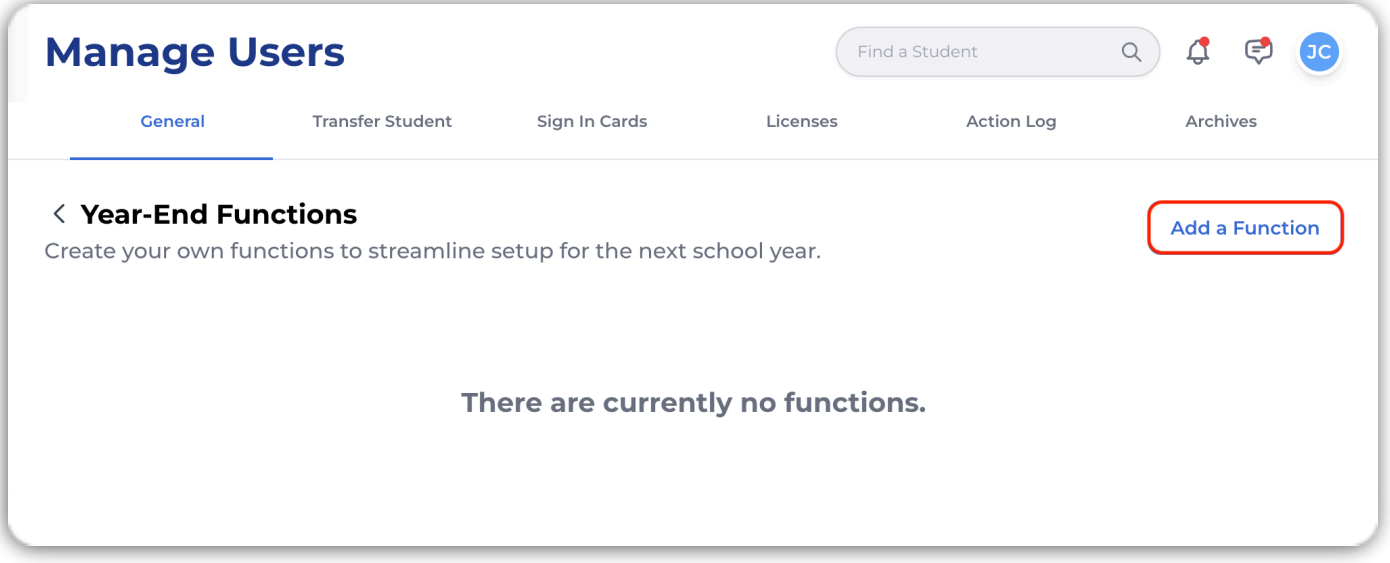 Manage Users
Find a Student
JC
General Transfer Student Sign In Cards Licenses Action Log Archives
Year-End Functions
Add a Function
Create your own functions to streamline setup for the next school year.
There are currently no functions.